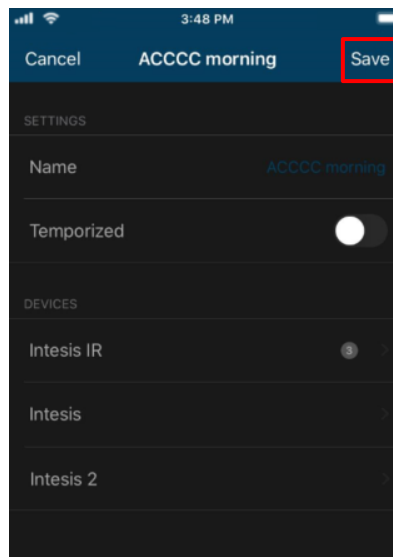 3:48 PM
Cancel ACCCC morning Save
SETTINGS
Name ACCCC morning
Temporized
DEVICES
Intesis IR 3
Intesis
Intesis 2